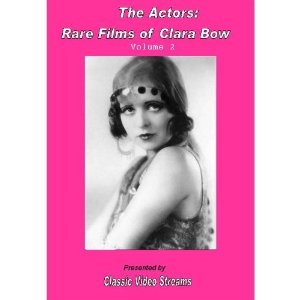 The Actors:
Rare Films of Clara Bow
Volume 2
Presented by
Classic Video Streams